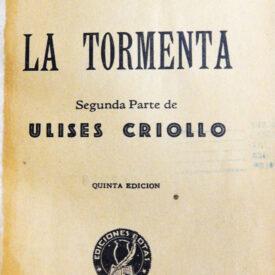 LA TORMENTA
Segunda Parte de
ULISES CRIOLLO
QUINTA EDICION
EDICIONES BOTAS